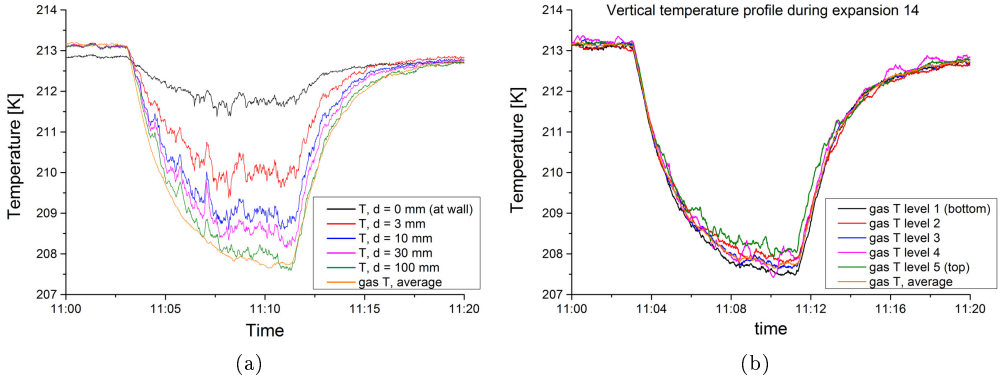 Vertical temperature profile during expansion 14
214
213
212
211
210
209
208
207
Temperature [K]
T, d = 0 mm (at wall)
T, d = 3 mm
T, d = 10 mm
T, d = 30 mm
T, d = 100 mm
gas T, average
11:00
11:05
11:10
11:15
11:20
Time
(a)
214
213
212
211
210
209
208
207
Temperature [K]
gas T level 1 (bottom)
gas T level 2
gas T level 3
gas T level 4
gas T level 5 (top)
gas T, average
11:00
11:04
11:08
11:12
11:16
11:20
time
(b)